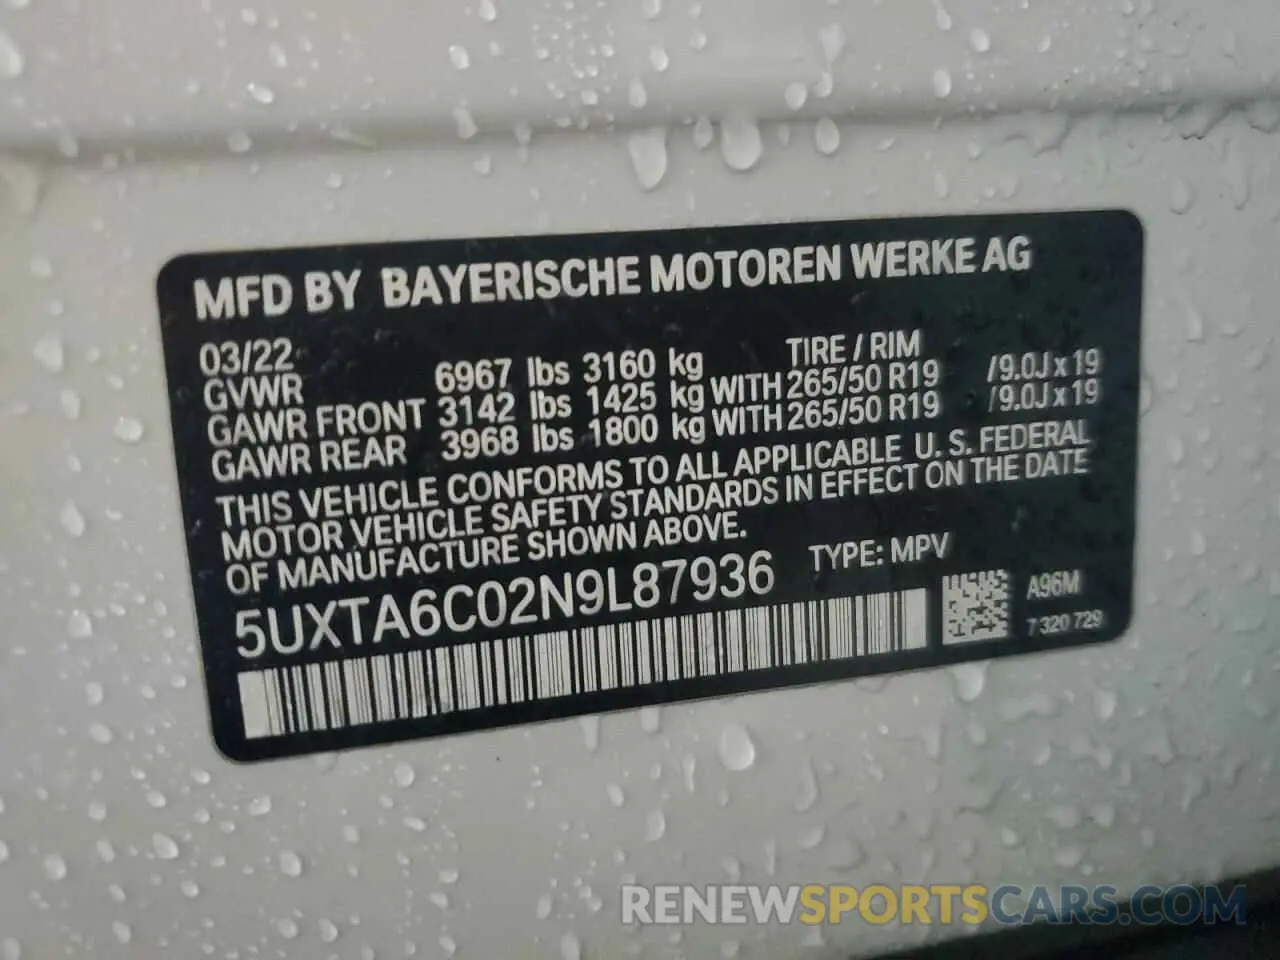 MFD BY BAYERISCHE MOTOREN WERKE AG
03/22 TIRE / RIM
GVWR 6967 lbs 3160 kg
GAWR FRONT 3142 lbs 1425 kg WITH 265/50 R19 /9.0J x 19
GAWR REAR 3968 lbs 1800 kg WITH 265/50 R19 /9.0J x 19
THIS VEHICLE CONFORMS TO ALL APPLICABLE U. S. FEDERAL
MOTOR VEHICLE SAFETY STANDARDS IN EFFECT ON THE DATE
OF MANUFACTURE SHOWN ABOVE.
5UXTA6C02N9L87936 TYPE: MPV
A96M
7 320 729
RENEWSPORTSCARS.COM